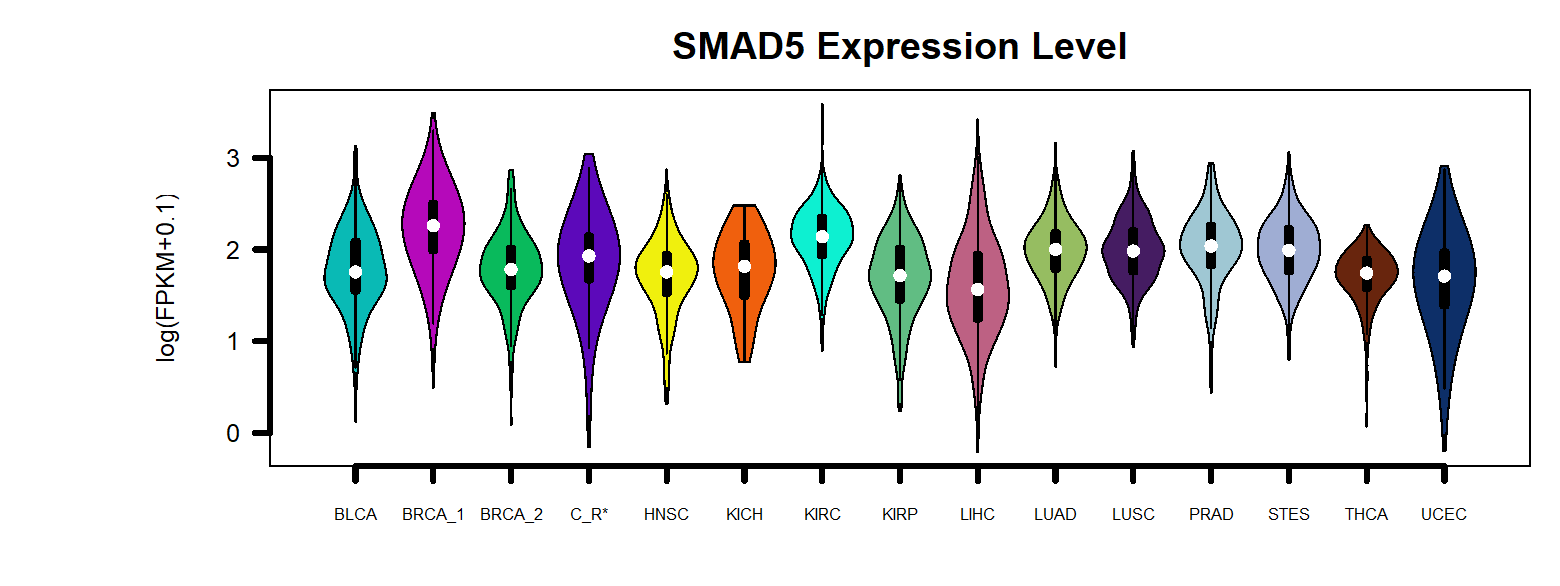 SMAD5 Expression Level
log(FPKM+0.1)
3
2
1
0
BLCA BRCA_1 BRCA_2 C_R* HNSC KICH KIRC KIRP LIHC LUAD LUSC PRAD STES THCA UCEC